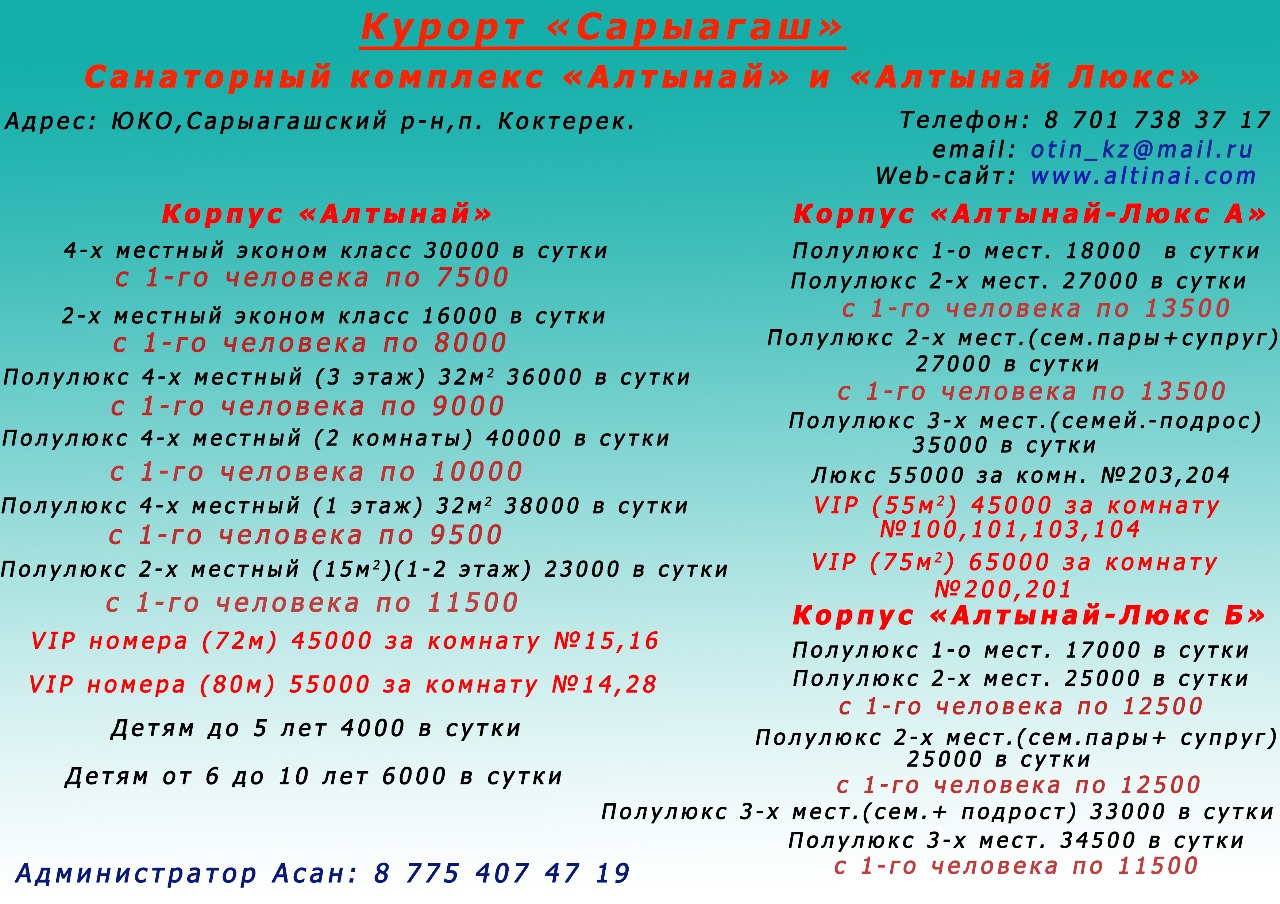 Курорт «Сарыагаш»
Санаторный комплекс «Алтынай» и «Алтынай Люкс»
Адрес: ЮКО,Сарыагашский р-н,п. Коктерек.
Телефон: 8 701 738 37 17
email: otin_kz@mail.ru
Web-сайт: www.altinai.com
Корпус «Алтынай»
4-х местный эконом класс 30000 в сутки
с 1-го человека по 7500
2-х местный эконом класс 16000 в сутки
с 1-го человека по 8000
Полулюкс 4-х местный (3 этаж) 32м² 36000 в сутки
с 1-го человека по 9000
Полулюкс 4-х местный (2 комнаты) 40000 в сутки
с 1-го человека по 10000
Полулюкс 4-х местный (1 этаж) 32м² 38000 в сутки
с 1-го человека по 9500
Полулюкс 2-х местный (15м²)(1-2 этаж) 23000 в сутки
с 1-го человека по 11500
VIP номера (72м) 45000 за комнату №15,16
VIP номера (80м) 55000 за комнату №14,28
Детям до 5 лет 4000 в сутки
Детям от 6 до 10 лет 6000 в сутки
Администратор Асан: 8 775 407 47 19
Корпус «Алтынай-Люкс А»
Полулюкс 1-о мест. 18000 в сутки
Полулюкс 2-х мест. 27000 в сутки
с 1-го человека по 13500
Полулюкс 2-х мест.(сем.пары+супруг)
27000 в сутки
с 1-го человека по 13500
Полулюкс 3-х мест.(семей.-подрос)
35000 в сутки
Люкс 55000 за комн. №203,204
VIP (55м²) 45000 за комнату
№100,101,103,104
VIP (75м²) 65000 за комнату
№200,201
Корпус «Алтынай-Люкс Б»
Полулюкс 1-о мест. 17000 в сутки
Полулюкс 2-х мест. 25000 в сутки
с 1-го человека по 12500
Полулюкс 2-х мест.(сем.пары+ супруг)
25000 в сутки
с 1-го человека по 12500
Полулюкс 3-х мест.(сем.+ подрост) 33000 в сутки
Полулюкс 3-х мест. 34500 в сутки
с 1-го человека по 11500